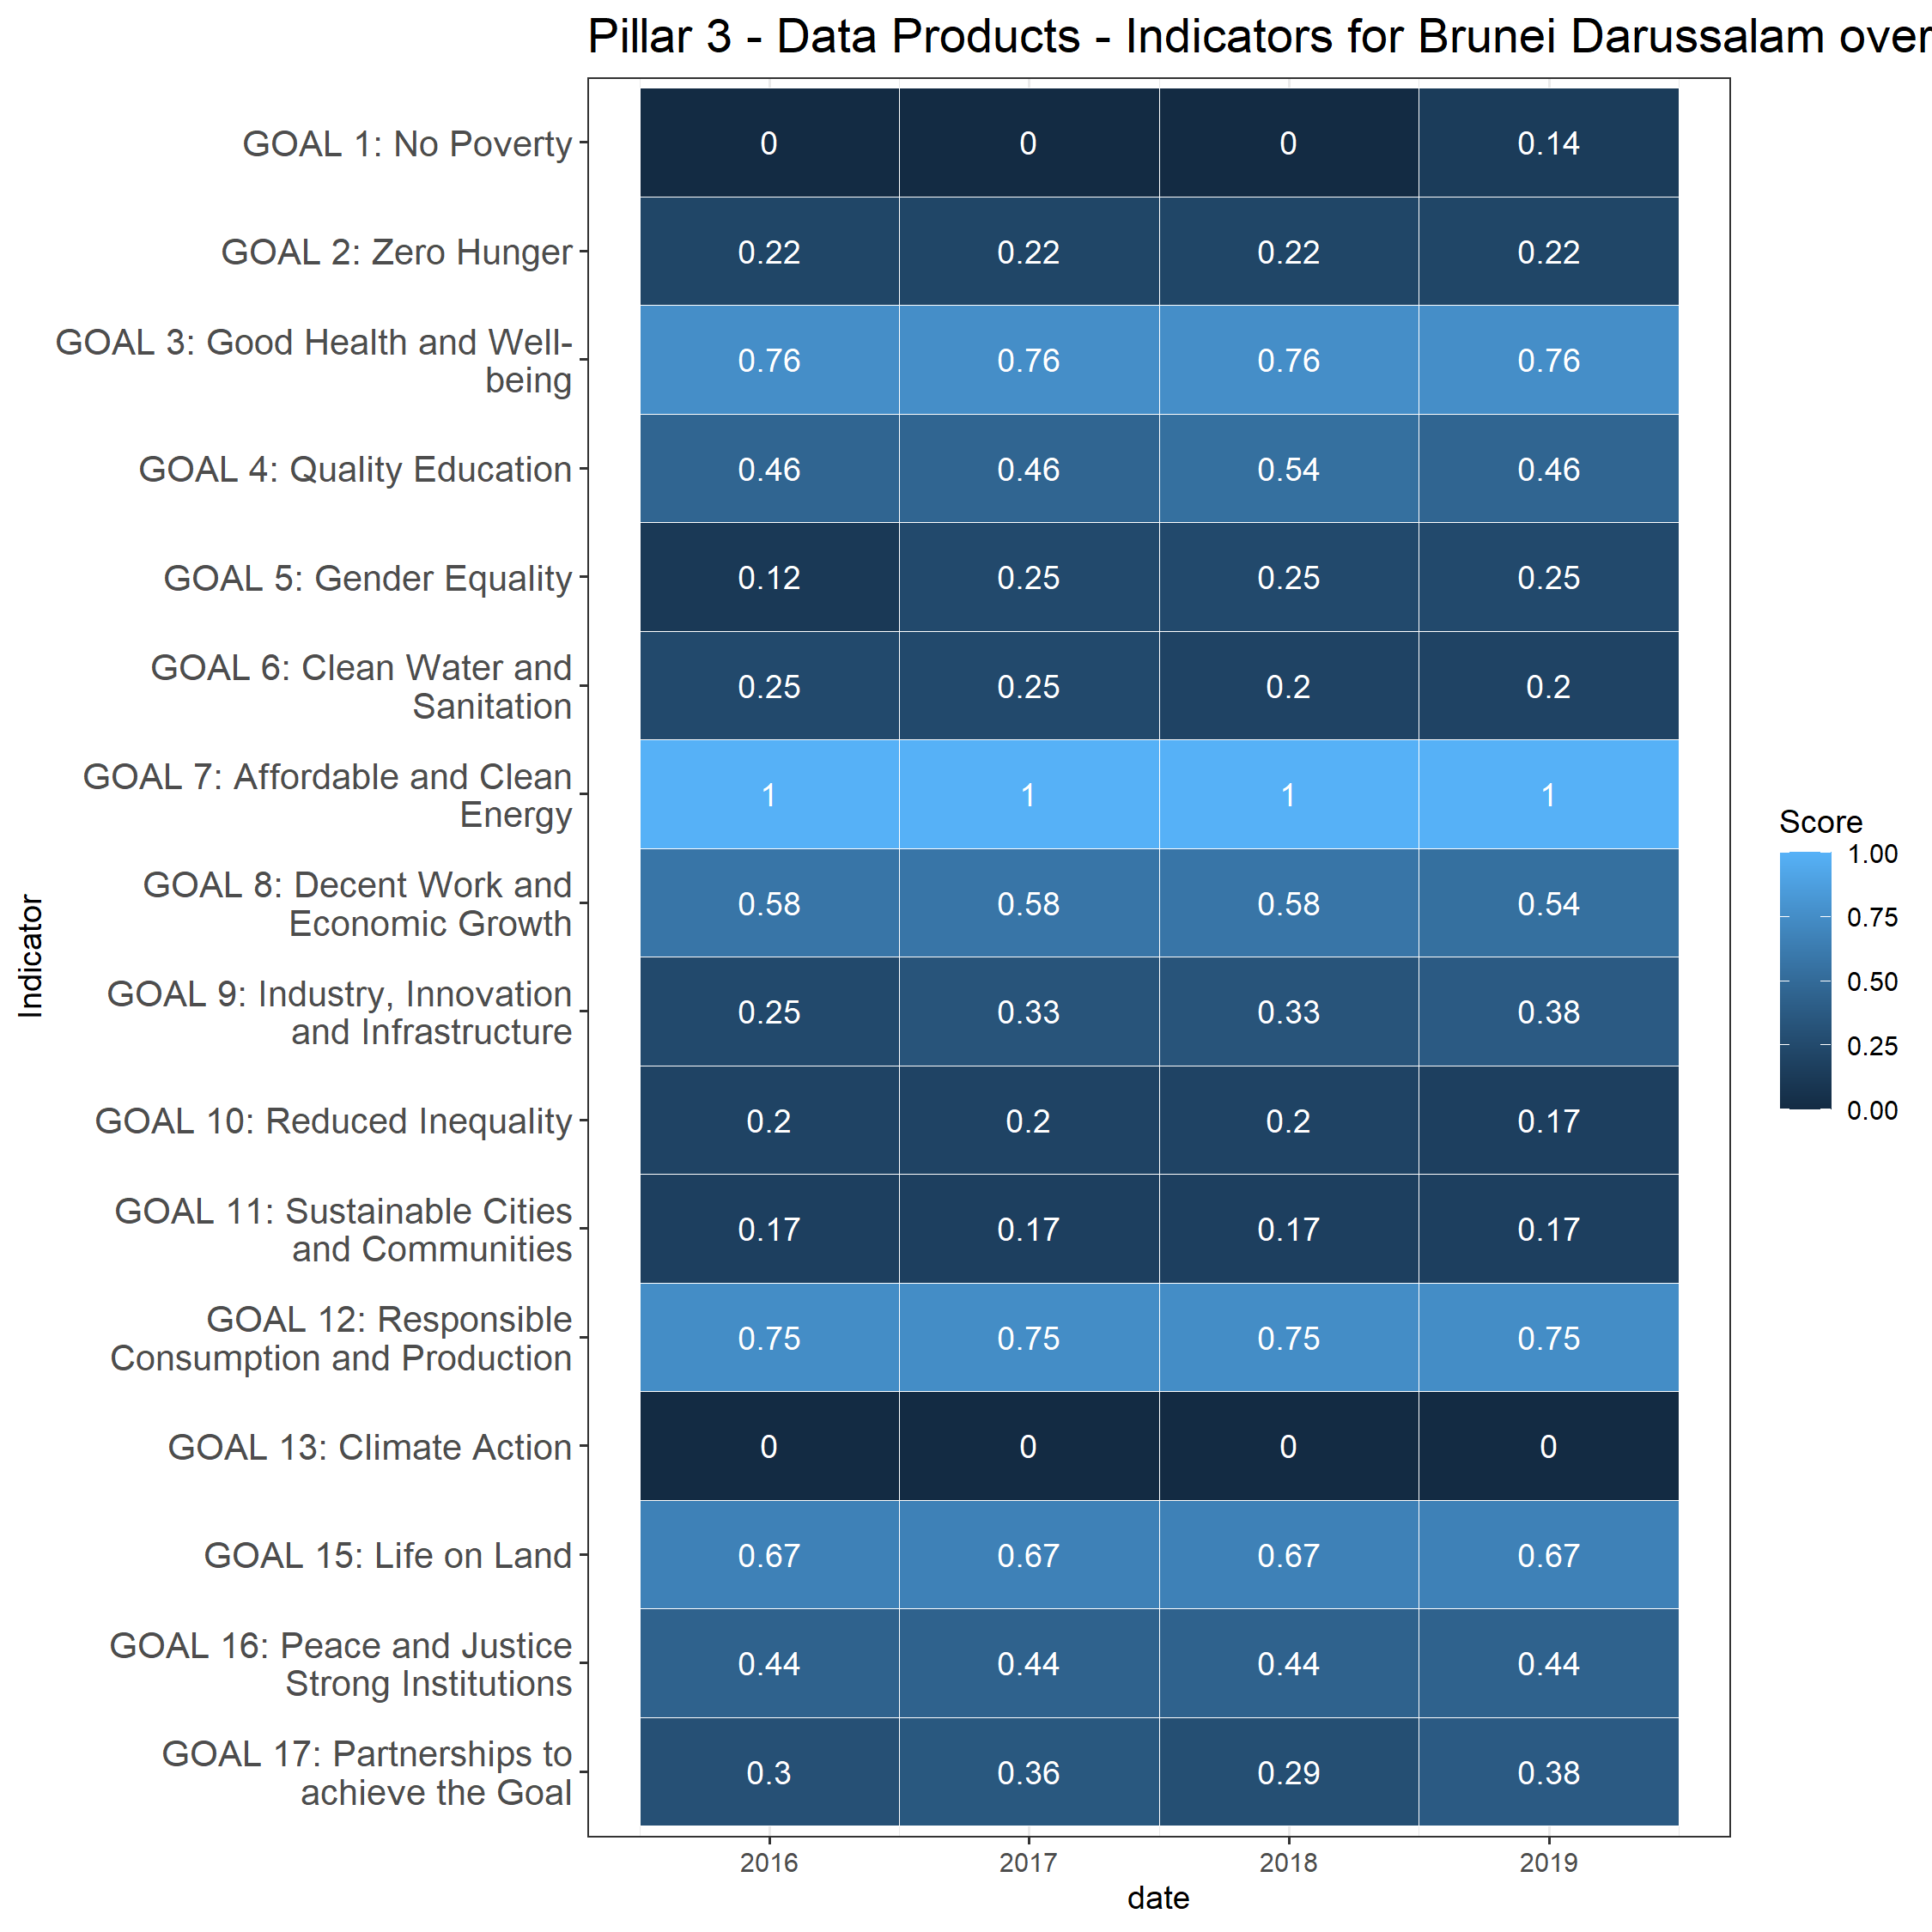 Pillar 3 - Data Products - Indicators for Brunei Darussalam over
GOAL 1: No Poverty
0 0 0 0.14
GOAL 2: Zero Hunger
0.22 0.22 0.22 0.22
GOAL 3: Good Health and Well-
being
0.76 0.76 0.76 0.76
GOAL 4: Quality Education
0.46 0.46 0.54 0.46
GOAL 5: Gender Equality
0.12 0.25 0.25 0.25
GOAL 6: Clean Water and
Sanitation
0.25 0.25 0.2 0.2
GOAL 7: Affordable and Clean
Energy
1 1 1 1
GOAL 8: Decent Work and
Economic Growth
0.58 0.58 0.58 0.54
GOAL 9: Industry, Innovation
and Infrastructure
0.25 0.33 0.33 0.38
GOAL 10: Reduced Inequality
0.2 0.2 0.2 0.17
GOAL 11: Sustainable Cities
and Communities
0.17 0.17 0.17 0.17
GOAL 12: Responsible
Consumption and Production
0.75 0.75 0.75 0.75
GOAL 13: Climate Action
0 0 0 0
GOAL 15: Life on Land
0.67 0.67 0.67 0.67
GOAL 16: Peace and Justice
Strong Institutions
0.44 0.44 0.44 0.44
GOAL 17: Partnerships to
achieve the Goal
0.3 0.36 0.29 0.38
2016 2017 2018 2019
date
Indicator
Score
1.00
0.75
0.50
0.25
0.00